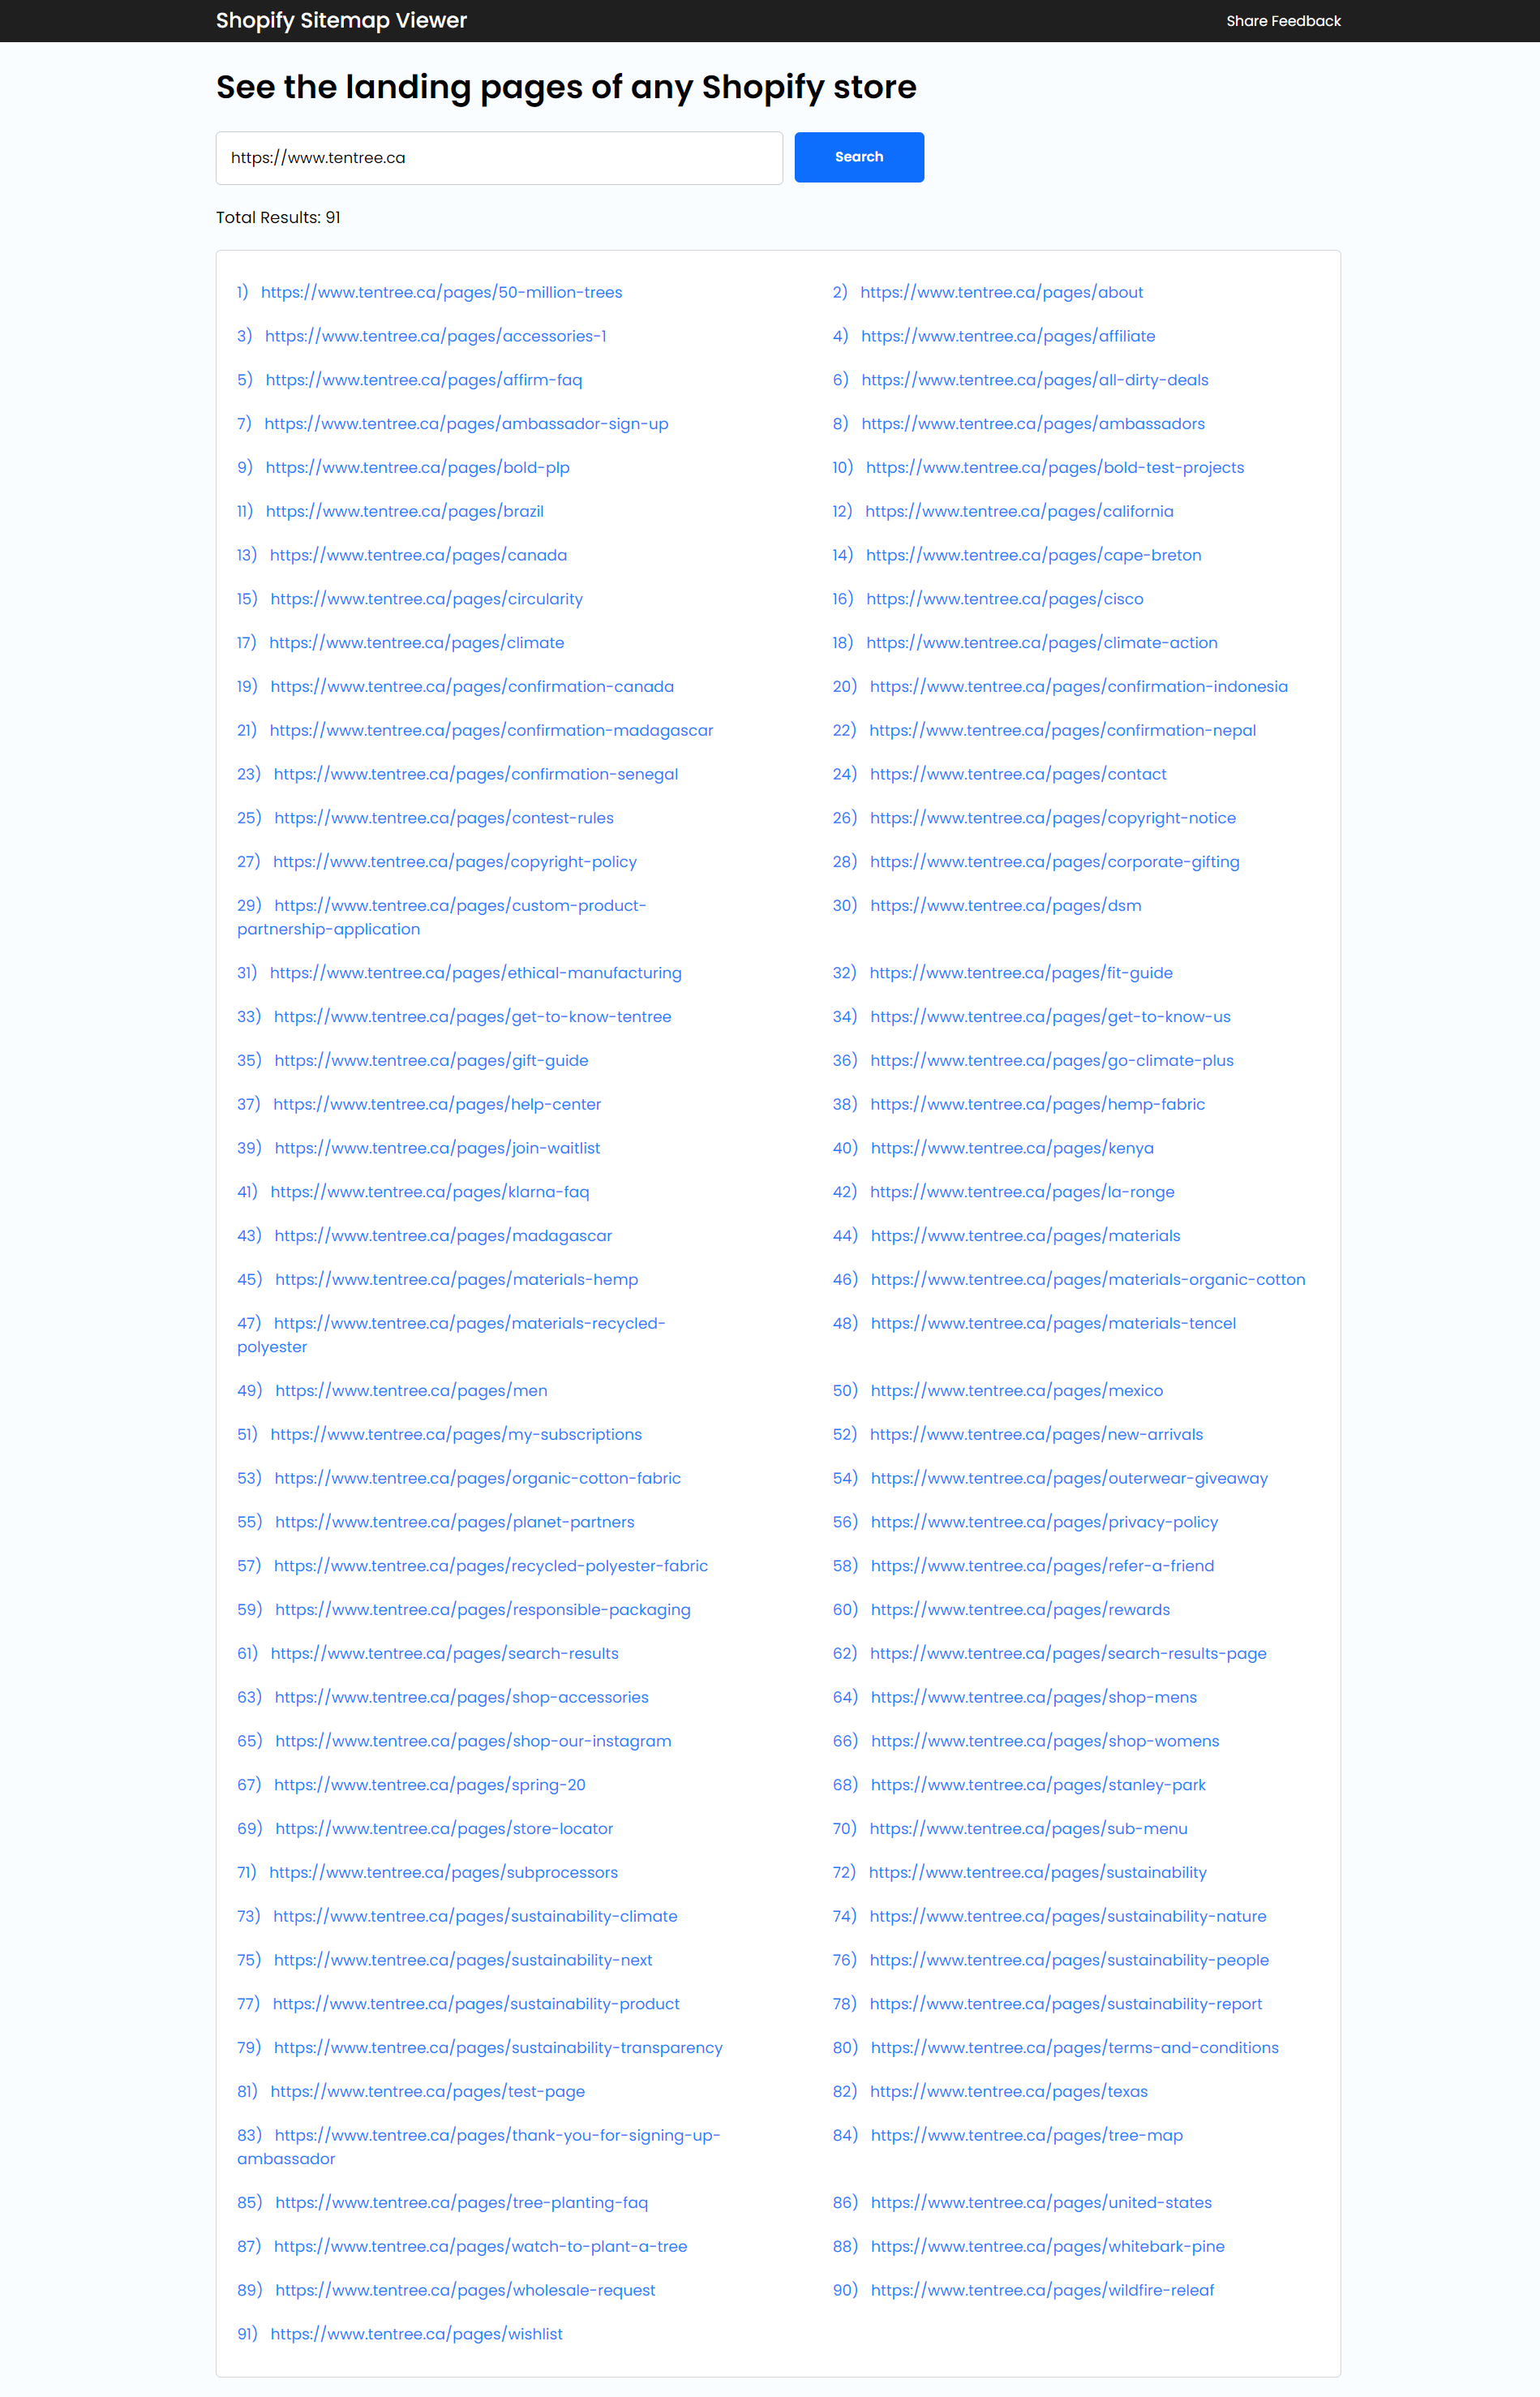 Shopify Sitemap Viewer
Share Feedback
See the landing pages of any Shopify store
https://www.tentree.ca
Search
Total Results: 91
1) https://www.tentree.ca/pages/50-million-trees
2) https://www.tentree.ca/pages/about
3) https://www.tentree.ca/pages/accessories-1
4) https://www.tentree.ca/pages/affiliate
5) https://www.tentree.ca/pages/affirm-faq
6) https://www.tentree.ca/pages/all-dirty-deals
7) https://www.tentree.ca/pages/ambassador-sign-up
8) https://www.tentree.ca/pages/ambassadors
9) https://www.tentree.ca/pages/bold-plp
10) https://www.tentree.ca/pages/bold-test-projects
11) https://www.tentree.ca/pages/brazil
12) https://www.tentree.ca/pages/california
13) https://www.tentree.ca/pages/canada
14) https://www.tentree.ca/pages/cape-breton
15) https://www.tentree.ca/pages/circularity
16) https://www.tentree.ca/pages/cisco
17) https://www.tentree.ca/pages/climate
18) https://www.tentree.ca/pages/climate-action
19) https://www.tentree.ca/pages/confirmation-canada
20) https://www.tentree.ca/pages/confirmation-indonesia
21) https://www.tentree.ca/pages/confirmation-madagascar
22) https://www.tentree.ca/pages/confirmation-nepal
23) https://www.tentree.ca/pages/confirmation-senegal
24) https://www.tentree.ca/pages/contact
25) https://www.tentree.ca/pages/contest-rules
26) https://www.tentree.ca/pages/copyright-notice
27) https://www.tentree.ca/pages/copyright-policy
28) https://www.tentree.ca/pages/corporate-gifting
29) https://www.tentree.ca/pages/custom-product-
partnership-application
30) https://www.tentree.ca/pages/dsm
31) https://www.tentree.ca/pages/ethical-manufacturing
32) https://www.tentree.ca/pages/fit-guide
33) https://www.tentree.ca/pages/get-to-know-tentree
34) https://www.tentree.ca/pages/get-to-know-us
35) https://www.tentree.ca/pages/gift-guide
36) https://www.tentree.ca/pages/go-climate-plus
37) https://www.tentree.ca/pages/help-center
38) https://www.tentree.ca/pages/hemp-fabric
39) https://www.tentree.ca/pages/join-waitlist
40) https://www.tentree.ca/pages/kenya
41) https://www.tentree.ca/pages/klarna-faq
42) https://www.tentree.ca/pages/la-ronge
43) https://www.tentree.ca/pages/madagascar
44) https://www.tentree.ca/pages/materials
45) https://www.tentree.ca/pages/materials-hemp
46) https://www.tentree.ca/pages/materials-organic-cotton
47) https://www.tentree.ca/pages/materials-recycled-
polyester
48) https://www.tentree.ca/pages/materials-tencel
49) https://www.tentree.ca/pages/men
50) https://www.tentree.ca/pages/mexico
51) https://www.tentree.ca/pages/my-subscriptions
52) https://www.tentree.ca/pages/new-arrivals
53) https://www.tentree.ca/pages/organic-cotton-fabric
54) https://www.tentree.ca/pages/outerwear-giveaway
55) https://www.tentree.ca/pages/planet-partners
56) https://www.tentree.ca/pages/privacy-policy
57) https://www.tentree.ca/pages/recycled-polyester-fabric
58) https://www.tentree.ca/pages/refer-a-friend
59) https://www.tentree.ca/pages/responsible-packaging
60) https://www.tentree.ca/pages/rewards
61) https://www.tentree.ca/pages/search-results
62) https://www.tentree.ca/pages/search-results-page
63) https://www.tentree.ca/pages/shop-accessories
64) https://www.tentree.ca/pages/shop-mens
65) https://www.tentree.ca/pages/shop-our-instagram
66) https://www.tentree.ca/pages/shop-womens
67) https://www.tentree.ca/pages/spring-20
68) https://www.tentree.ca/pages/stanley-park
69) https://www.tentree.ca/pages/store-locator
70) https://www.tentree.ca/pages/sub-menu
71) https://www.tentree.ca/pages/subprocessors
72) https://www.tentree.ca/pages/sustainability
73) https://www.tentree.ca/pages/sustainability-climate
74) https://www.tentree.ca/pages/sustainability-nature
75) https://www.tentree.ca/pages/sustainability-next
76) https://www.tentree.ca/pages/sustainability-people
77) https://www.tentree.ca/pages/sustainability-product
78) https://www.tentree.ca/pages/sustainability-report
79) https://www.tentree.ca/pages/sustainability-transparency
80) https://www.tentree.ca/pages/terms-and-conditions
81) https://www.tentree.ca/pages/test-page
82) https://www.tentree.ca/pages/texas
83) https://www.tentree.ca/pages/thank-you-for-signing-up-
ambassador
84) https://www.tentree.ca/pages/tree-map
85) https://www.tentree.ca/pages/tree-planting-faq
86) https://www.tentree.ca/pages/united-states
87) https://www.tentree.ca/pages/watch-to-plant-a-tree
88) https://www.tentree.ca/pages/whitebark-pine
89) https://www.tentree.ca/pages/wholesale-request
90) https://www.tentree.ca/pages/wildfire-releaf
91) https://www.tentree.ca/pages/wishlist